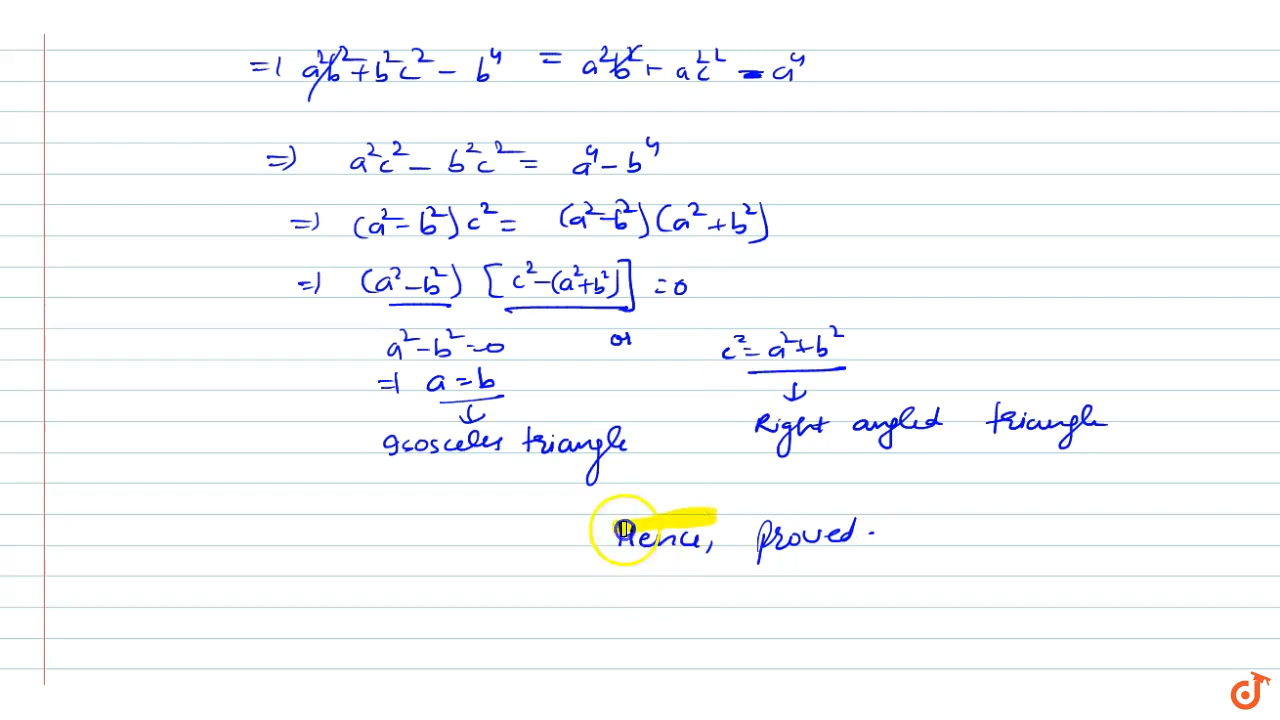 => a²b² + b²c² - b⁴ = a²b² + a²c² - a⁴
=> a²c² - b²c² = a⁴ - b⁴
=> (a² - b²) c² = (a² - b²) (a² + b²)
=> (a² - b²) [c² - (a² + b²)] = 0
a² - b² = 0 or c² = a² + b²
=> a = b
↓ ↓
Isosceles triangle Right angled triangle
Hence, proved.